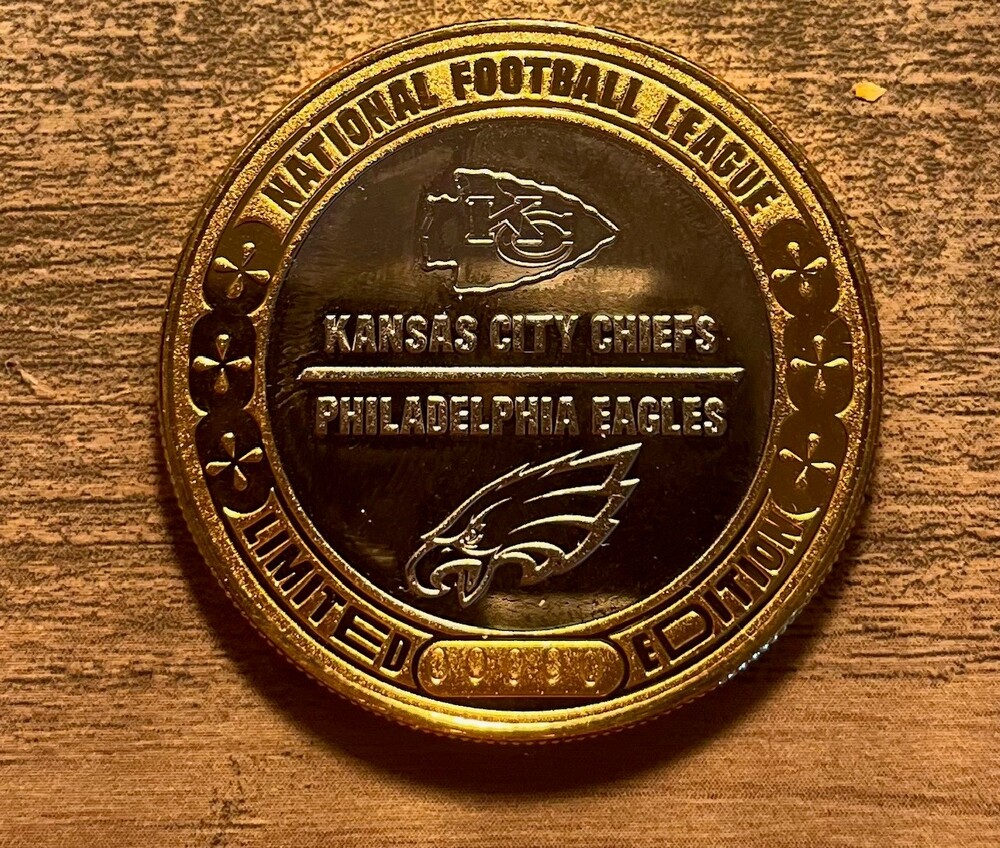 NATIONAL FOOTBALL LEAGUE
KC
KANSAS CITY CHIEFS
PHILADELPHIA EAGLES
LIMITED EDITION